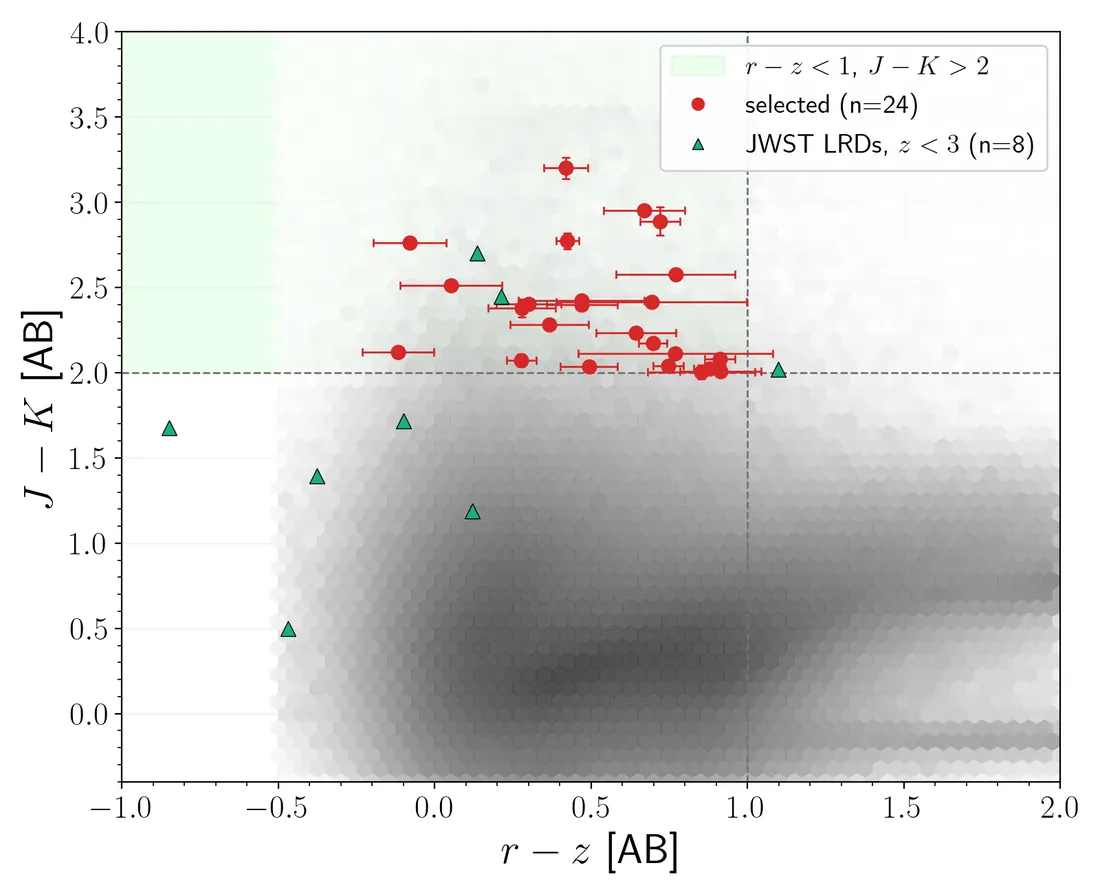 4.0
3.5
3.0
2.5
2.0
1.5
1.0
0.5
0.0
J − K [AB]
r − z < 1, J − K > 2
selected (n=24)
JWST LRDs, z < 3 (n=8)
−1.0 −0.5 0.0 0.5 1.0 1.5 2.0
r − z [AB]